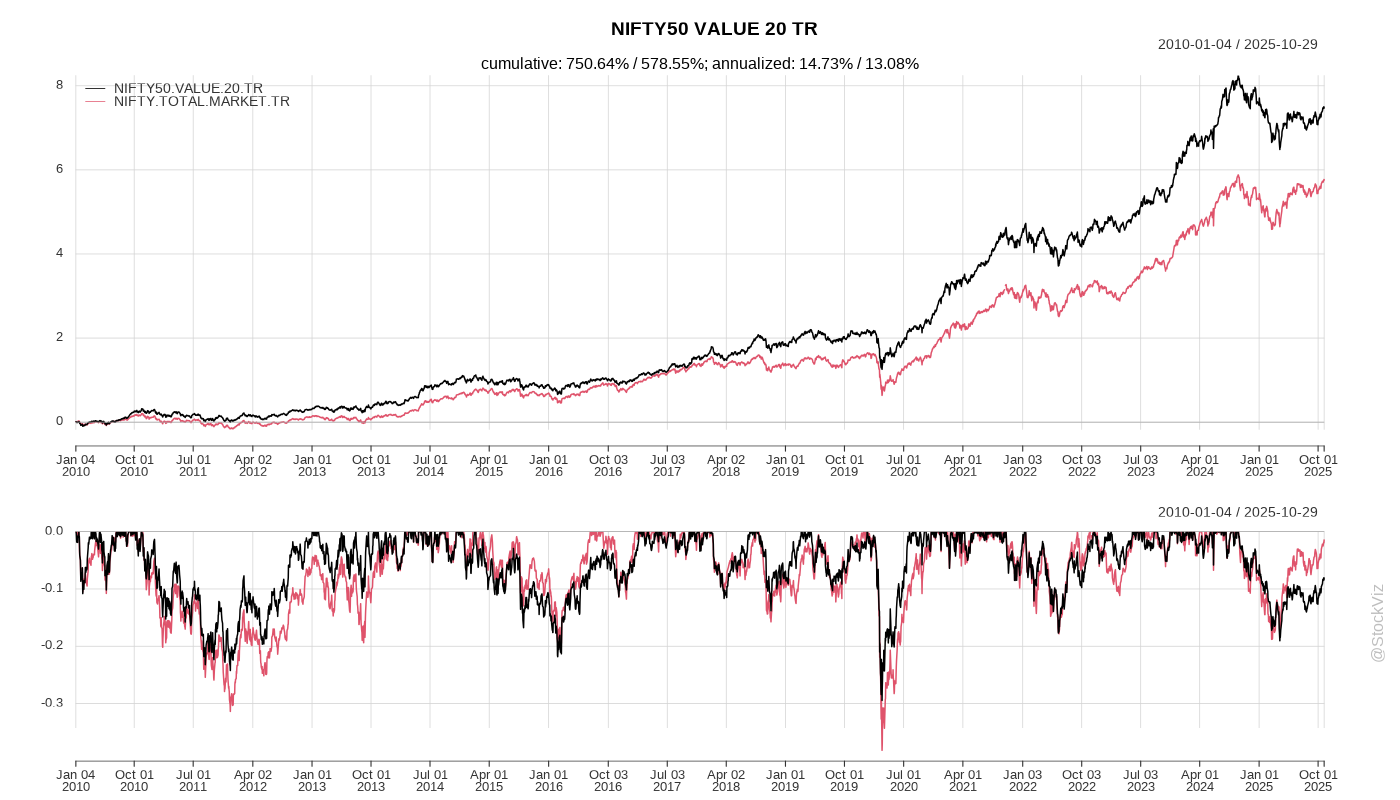 NIFTY50 VALUE 20 TR
2010-01-04 / 2025-10-29
cumulative: 750.64% / 578.55%; annualized: 14.73% / 13.08%
NIFTY50.VALUE.20.TR
NIFTY.TOTAL.MARKET.TR
8
6
4
2
0
Jan 04 Oct 01 Jul 01 Apr 02 Jan 01 Oct 01 Jul 01 Apr 01 Jan 01 Oct 03 Jul 03 Apr 02 Jan 01 Oct 01 Jul 01 Apr 01 Jan 03 Oct 03 Jul 03 Apr 01 Jan 01 Oct 01
2010 2010 2011 2012 2013 2013 2014 2015 2016 2016 2017 2018 2019 2019 2020 2021 2022 2022 2023 2024 2025 2025
2010-01-04 / 2025-10-29
0.0
-0.1
-0.2
-0.3
Jan 04 Oct 01 Jul 01 Apr 02 Jan 01 Oct 01 Jul 01 Apr 01 Jan 01 Oct 03 Jul 03 Apr 02 Jan 01 Oct 01 Jul 01 Apr 01 Jan 03 Oct 03 Jul 03 Apr 01 Jan 01 Oct 01
2010 2010 2011 2012 2013 2013 2014 2015 2016 2016 2017 2018 2019 2019 2020 2021 2022 2022 2023 2024 2025 2025
@StockViz